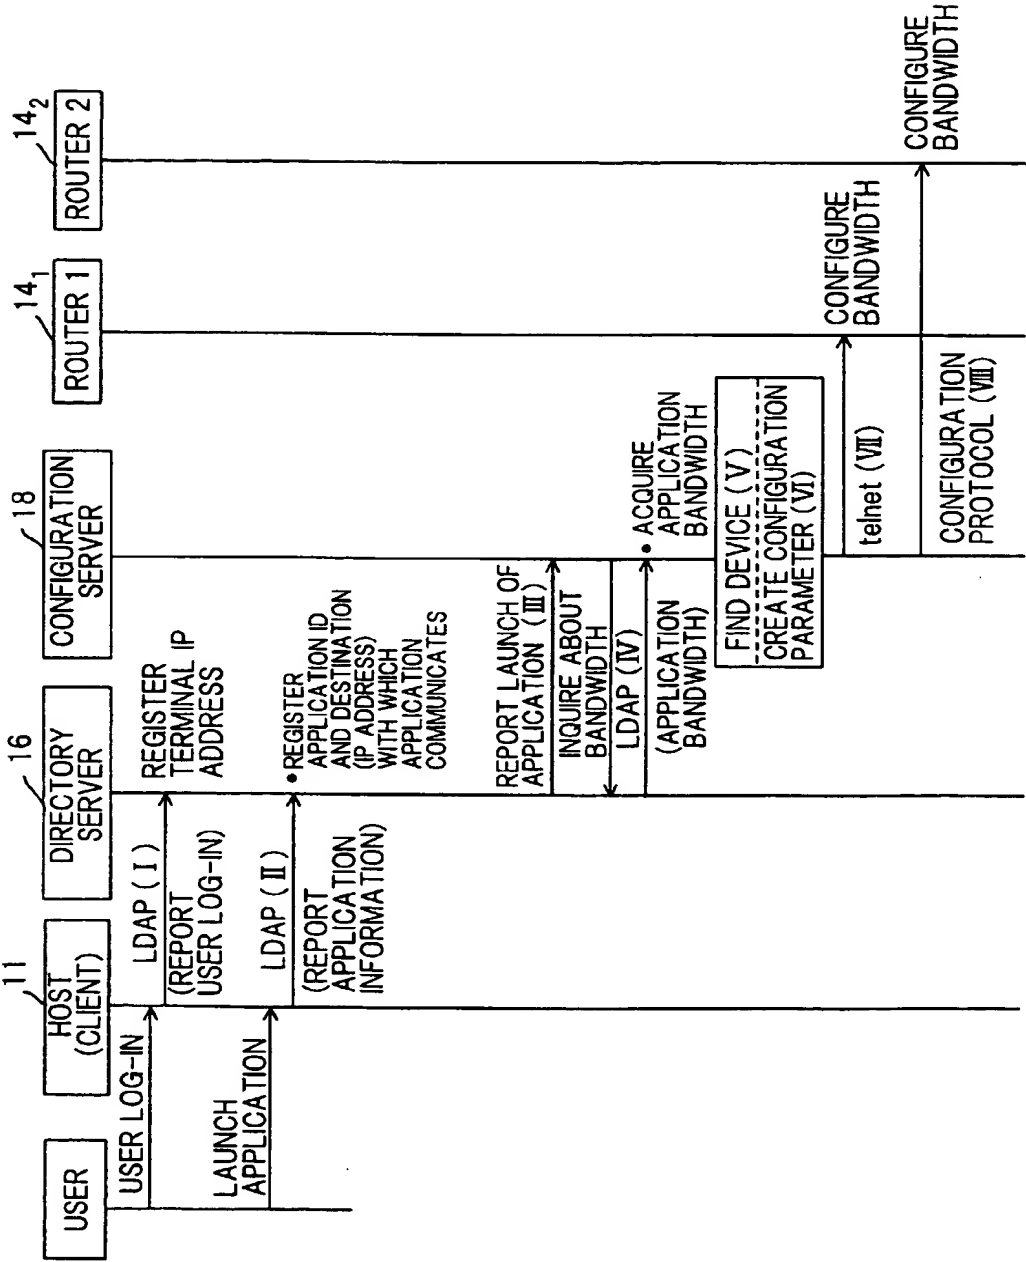 USER
11
HOST
(CLIENT)
16
DIRECTORY
SERVER
18
CONFIGURATION
SERVER
14₁
ROUTER 1
14₂
ROUTER 2
USER LOG-IN
LDAP ( I )
(REPORT
USER LOG-IN)
REGISTER
TERMINAL IP
ADDRESS
LAUNCH
APPLICATION
LDAP ( II )
(REPORT
APPLICATION
INFORMATION)
• REGISTER
APPLICATION ID
AND DESTINATION
(IP ADDRESS)
WITH WHICH
APPLICATION
COMMUNICATES
REPORT LAUNCH OF
APPLICATION (III)
INQUIRE ABOUT
BANDWIDTH
LDAP (IV)
(APPLICATION
BANDWIDTH)
• ACQUIRE
APPLICATION
BANDWIDTH
FIND DEVICE (V)
CREATE CONFIGURATION
PARAMETER (VI)
telnet (VII)
CONFIGURE
BANDWIDTH
CONFIGURATION
PROTOCOL (VIII)
CONFIGURE
BANDWIDTH